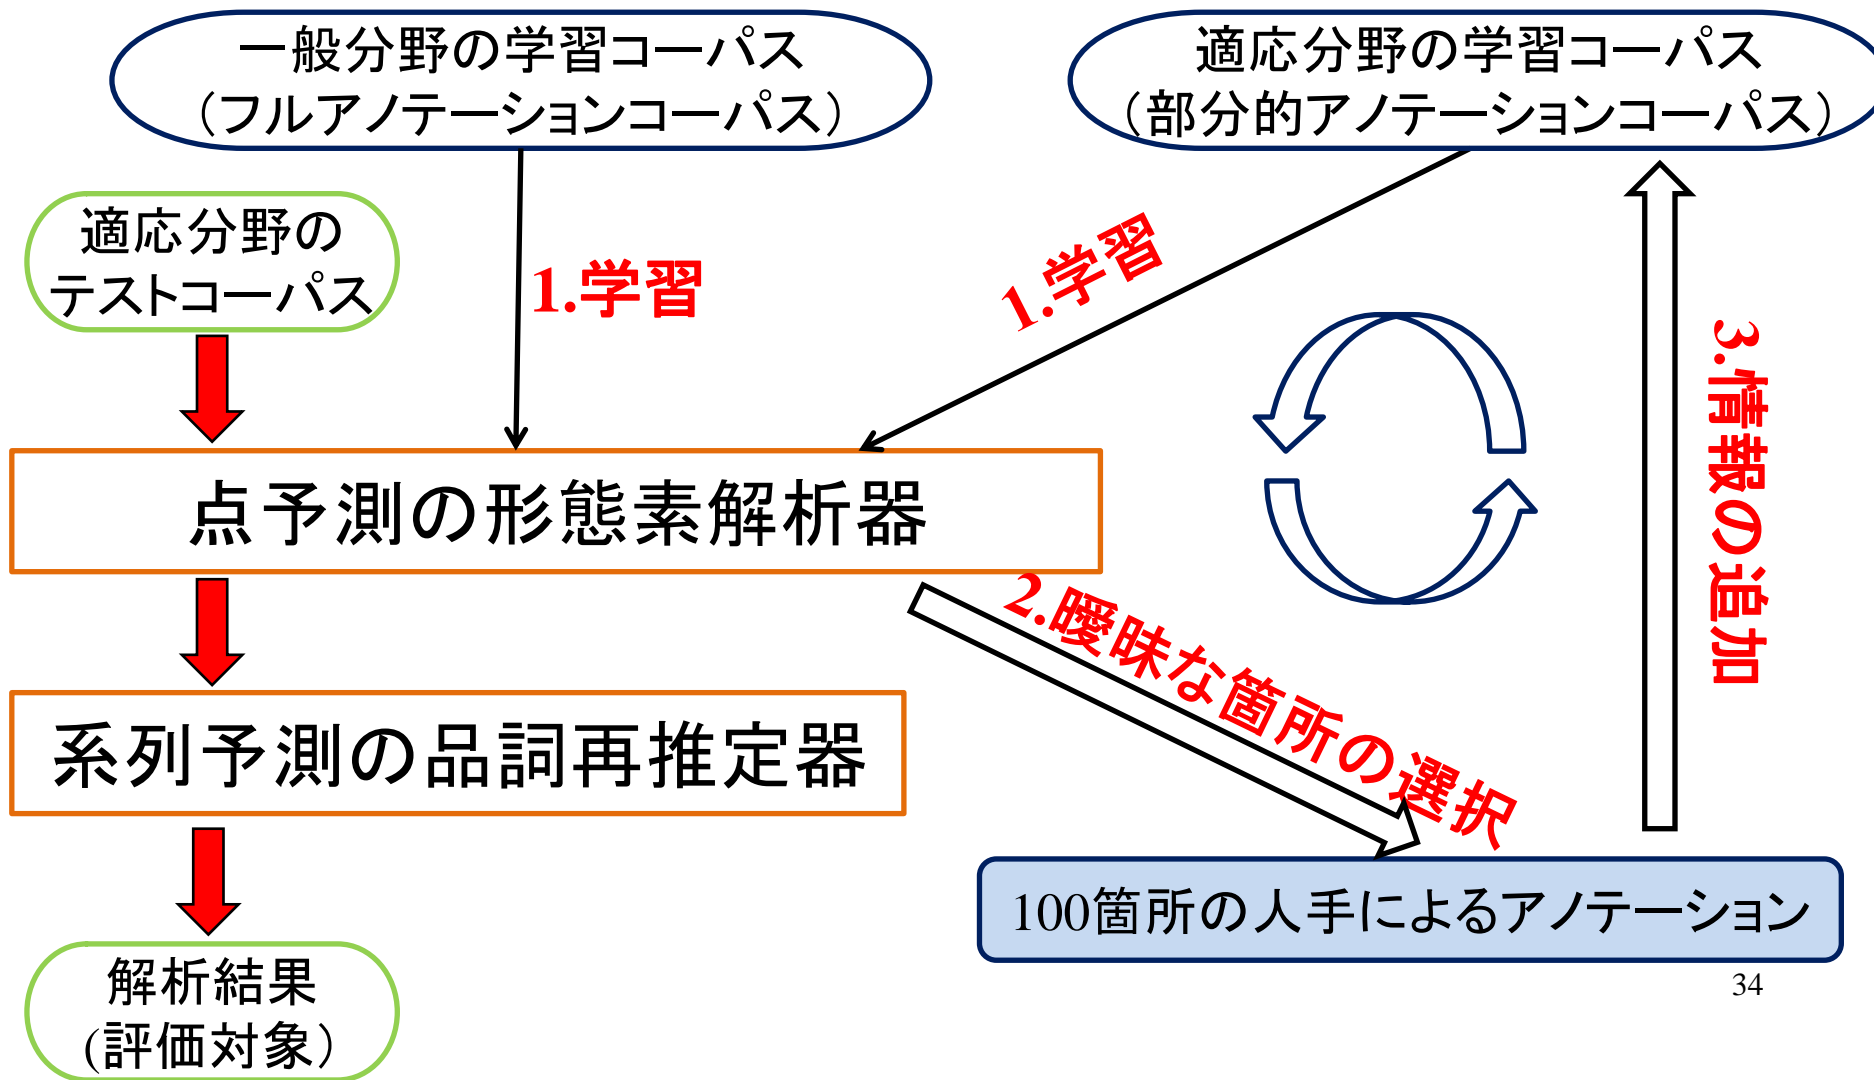 一般分野の学習コーパス
（フルアノテーションコーパス）
適応分野の学習コーパス
（部分的アノテーションコーパス）
適応分野の
テストコーパス
1.学習
1.学習
3.情報の追加
点予測の形態素解析器
2.曖昧な箇所の選択
系列予測の品詞再推定器
100箇所の人手によるアノテーション
解析結果
(評価対象）
34